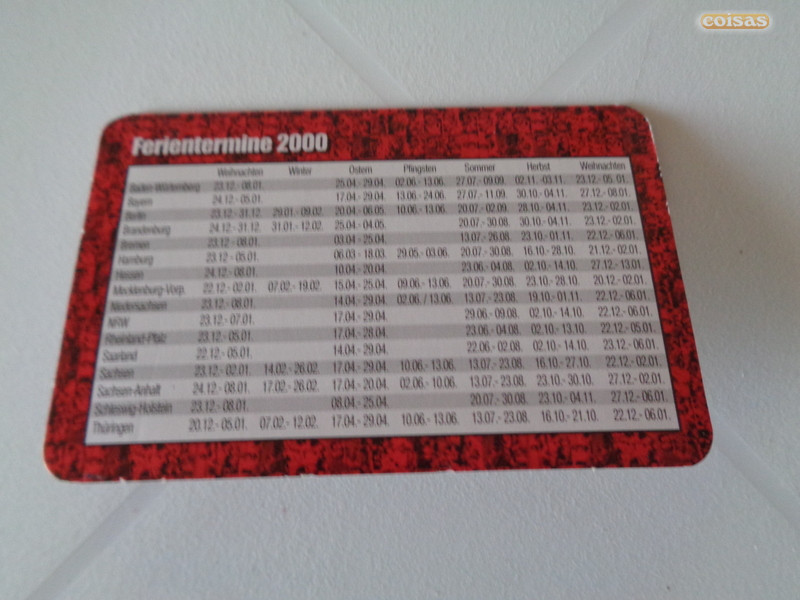 coisas
Ferientermine 2000
Weihnachten Winter Ostern Pfingsten Sommer Herbst Weihnachten
Baden-Württemberg 23.12.- 08.01. 25.04.- 29.04. 02.06.- 13.06. 27.07.- 09.09. 02.11.- 03.11. 23.12.- 05.01.
Bayern 24.12.- 05.01. 17.04.- 29.04. 13.06.- 24.06. 27.07.- 11.09. 30.10.- 04.11. 27.12.- 08.01.
Berlin 23.12.- 31.12. 29.01.- 09.02. 20.04.- 06.05. 10.06.- 13.06. 20.07.- 02.09. 28.10.- 04.11. 23.12.- 02.01.
Brandenburg 24.12.- 31.12. 31.01.- 12.02. 25.04.- 04.05. 20.07.- 30.08. 30.10.- 04.11. 23.12.- 02.01.
Bremen 23.12.- 08.01. 03.04.- 25.04. 13.07.- 26.08. 23.10.- 01.11. 22.12.- 06.01.
Hamburg 23.12.- 05.01. 06.03.- 18.03. 29.05.- 03.06. 20.07.- 30.08. 16.10.- 28.10. 21.12.- 02.01.
Hessen 24.12.- 08.01. 10.04.- 20.04. 23.06.- 04.08. 02.10.- 14.10. 27.12.- 13.01.
Mecklenburg-Vorp. 22.12.- 02.01. 07.02.- 19.02. 15.04.- 25.04. 09.06.- 13.06. 20.07.- 30.08. 23.10.- 28.10. 20.12.- 02.01.
Niedersachsen 23.12.- 08.01. 14.04.- 29.04. 02.06./ 13.06. 13.07.- 23.08. 19.10.- 01.11. 22.12.- 06.01.
NRW 23.12.- 07.01. 17.04.- 29.04. 29.06.- 09.08. 02.10.- 14.10. 22.12.- 06.01.
Rheinland-Pfalz 23.12.- 05.01. 17.04.- 28.04. 23.06.- 04.08. 02.10.- 13.10. 22.12.- 05.01.
Saarland 22.12.- 05.01. 14.04.- 29.04. 22.06.- 02.08. 02.10.- 14.10. 23.12.- 06.01.
Sachsen 23.12.- 02.01. 14.02.- 26.02. 17.04.- 29.04. 10.06.- 13.06. 13.07.- 23.08. 16.10.- 27.10. 22.12.- 02.01.
Sachsen-Anhalt 24.12.- 08.01. 17.02.- 26.02. 17.04.- 20.04. 02.06.- 10.06. 13.07.- 23.08. 23.10.- 30.10. 27.12.- 02.01.
Schleswig-Holstein 23.12.- 08.01. 08.04.- 25.04. 20.07.- 30.08. 23.10.- 04.11. 27.12.- 06.01.
Thüringen 20.12.- 05.01. 07.02.- 12.02. 17.04.- 29.04. 10.06.- 13.06. 13.07.- 23.08. 16.10.- 21.10. 22.12.- 06.01.